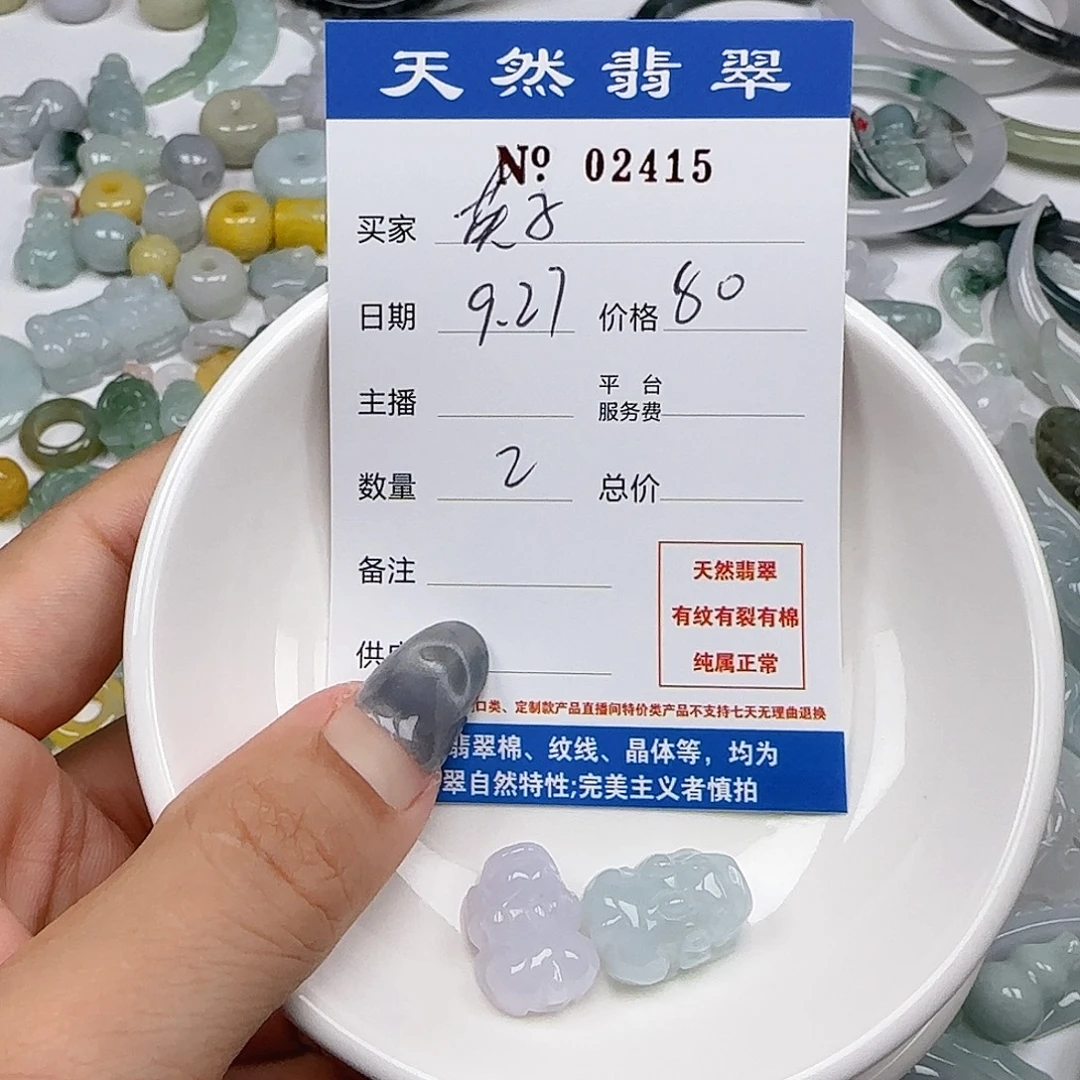 天然翡翠
Nº 02415
买家 英子
日期 9.27 价格 80
主播 平台服务费
数量 2 总价
备注
天然翡翠
有纹有裂有棉
纯属正常
供
口类、定制款产品直播间特价类产品不支持七天无理由退换
翡翠棉、纹线、晶体等，均为
翠自然特性;完美主义者慎拍